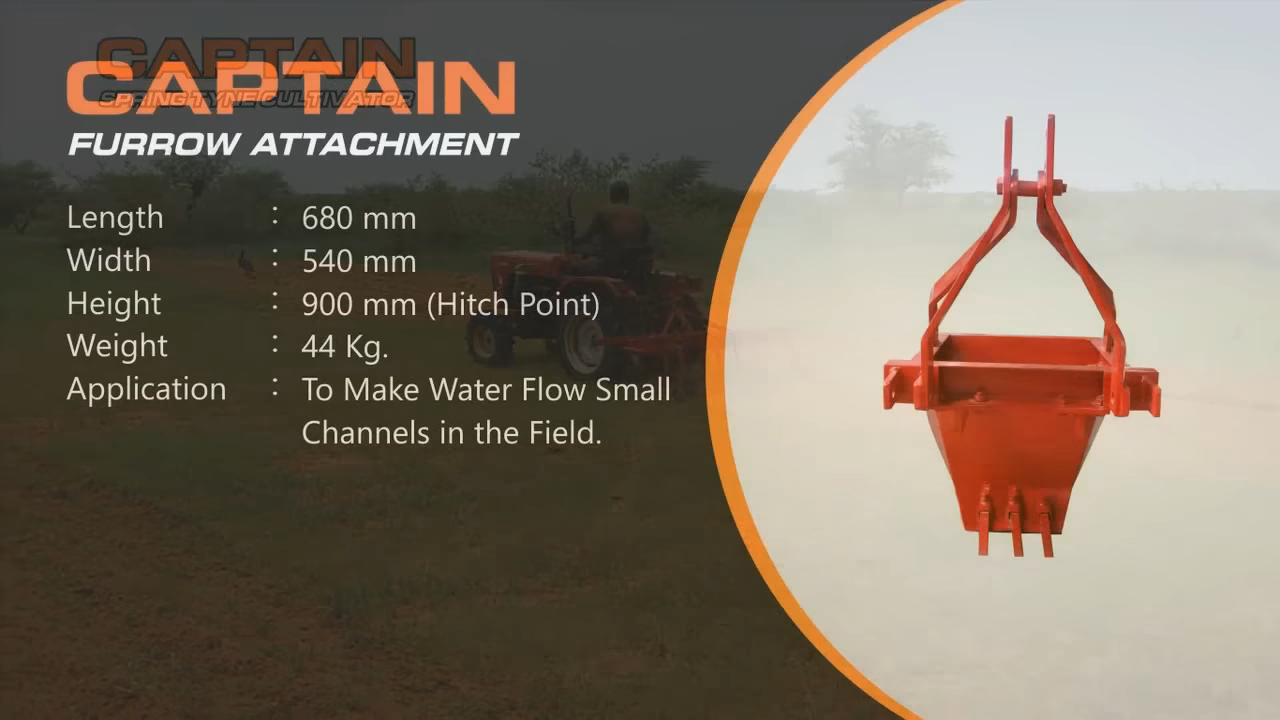 CAPTAIN
SPRING TYNE CULTIVATOR
CAPTAIN
FURROW ATTACHMENT
Length : 680 mm
Width : 540 mm
Height : 900 mm (Hitch Point)
Weight : 44 Kg.
Application : To Make Water Flow Small
Channels in the Field.